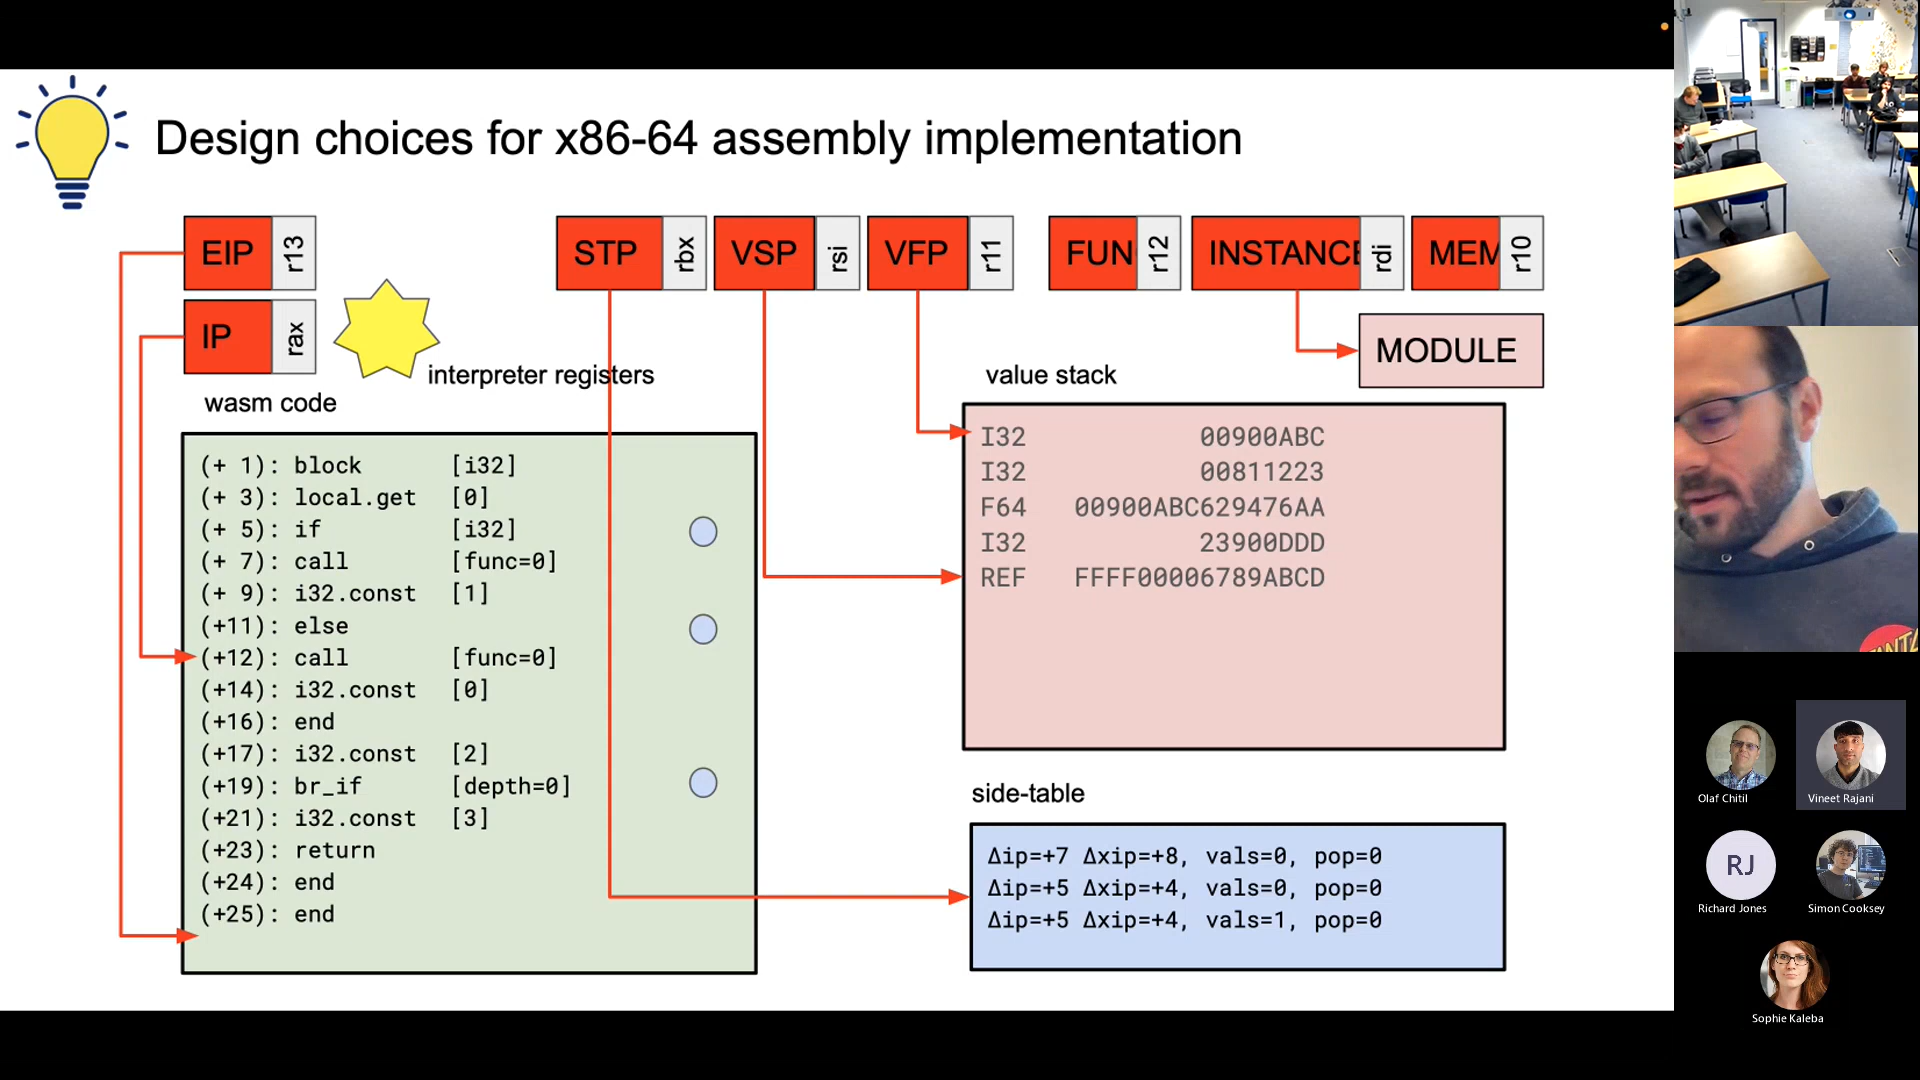 Design choices for x86-64 assembly implementation
EIP r13
STP rbx VSP rsi VFP r11 FUN r12 INSTANCE rdi MEM r10
IP rax
MODULE
interpreter registers
value stack
wasm code
(+ 1): block [i32]
(+ 3): local.get [0]
(+ 5): if [i32]
(+ 7): call [func=0]
(+ 9): i32.const [1]
(+11): else
(+12): call [func=0]
(+14): i32.const [0]
(+16): end
(+17): i32.const [2]
(+19): br_if [depth=0]
(+21): i32.const [3]
(+23): return
(+24): end
(+25): end
I32 00900ABC
I32 00811223
F64 00900ABC629476AA
I32 23900DDD
REF FFFF00006789ABCD
side-table
Δip=+7 Δxip=+8, vals=0, pop=0
Δip=+5 Δxip=+4, vals=0, pop=0
Δip=+5 Δxip=+4, vals=1, pop=0
Olaf Chitil
Vineet Rajani
RJ
Richard Jones
Simon Cooksey
Sophie Kaleba